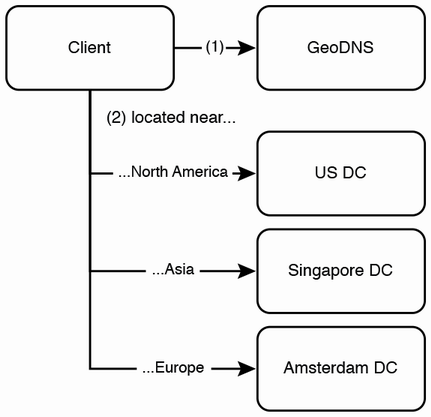 Client
(1)
GeoDNS
(2) located near...
...North America
US DC
...Asia
Singapore DC
...Europe
Amsterdam DC